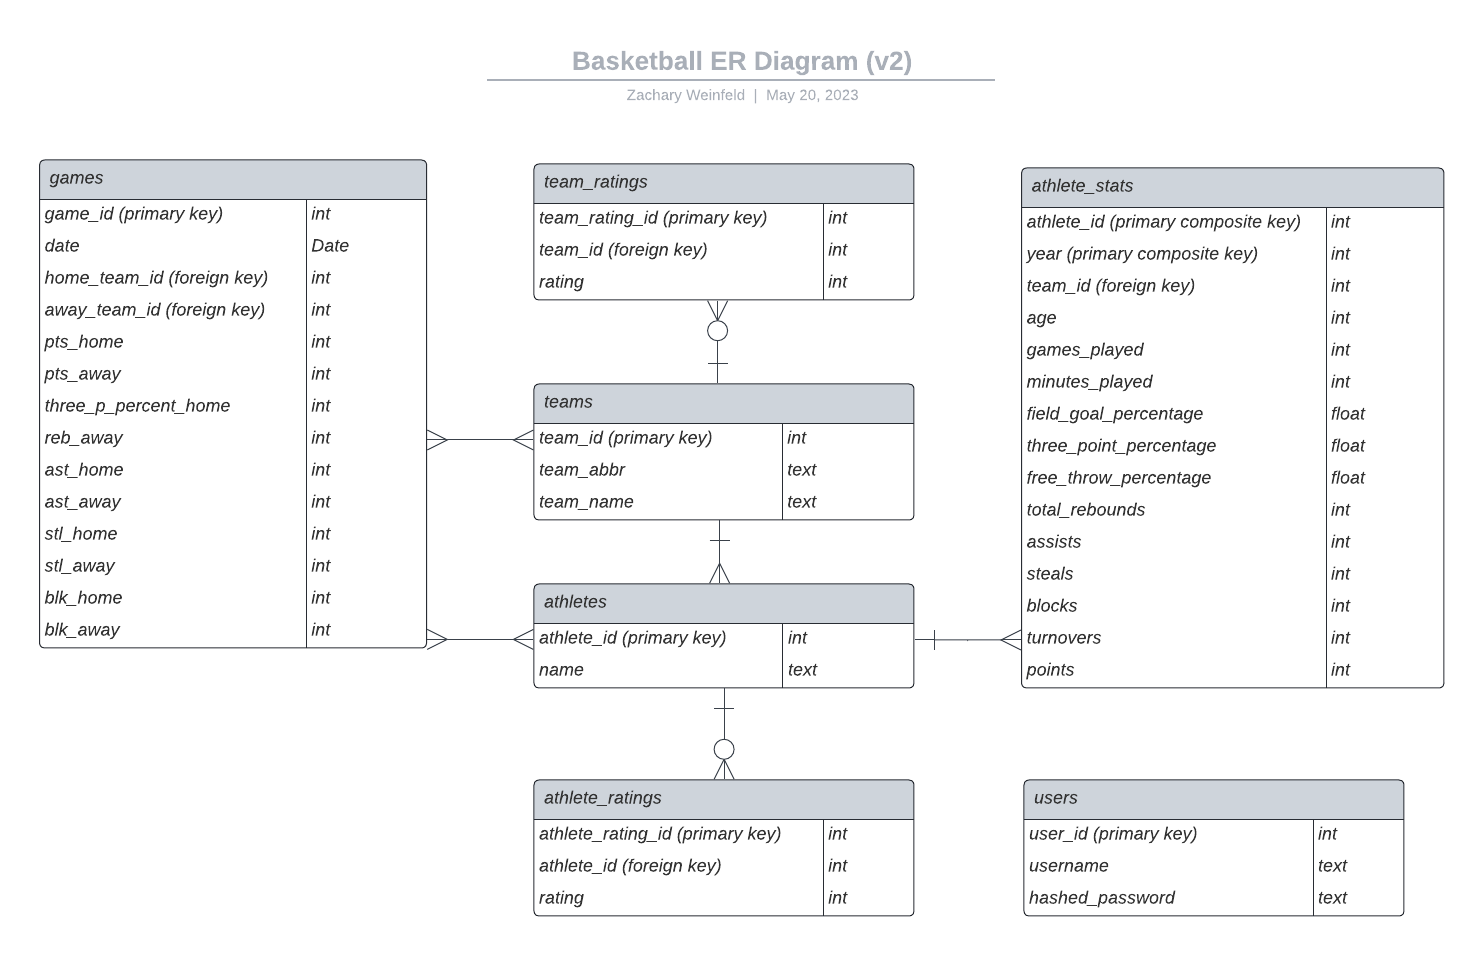 Basketball ER Diagram (v2)
Zachary Weinfeld | May 20, 2023
games
game_id (primary key) int
date Date
home_team_id (foreign key) int
away_team_id (foreign key) int
pts_home int
pts_away int
three_p_percent_home int
reb_away int
ast_home int
ast_away int
stl_home int
stl_away int
blk_home int
blk_away int
team_ratings
team_rating_id (primary key) int
team_id (foreign key) int
rating int
teams
team_id (primary key) int
team_abbr text
team_name text
athletes
athlete_id (primary key) int
name text
athlete_ratings
athlete_rating_id (primary key) int
athlete_id (foreign key) int
rating int
athlete_stats
athlete_id (primary composite key) int
year (primary composite key) int
team_id (foreign key) int
age int
games_played int
minutes_played int
field_goal_percentage float
three_point_percentage float
free_throw_percentage float
total_rebounds int
assists int
steals int
blocks int
turnovers int
points int
users
user_id (primary key) int
username text
hashed_password text